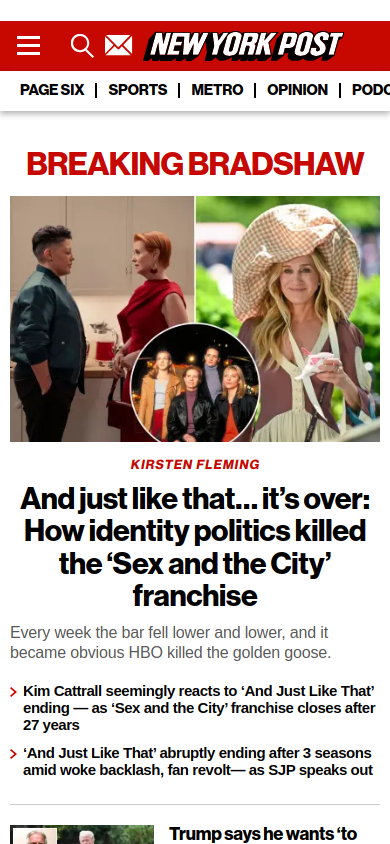 NEW YORK POST
PAGE SIX | SPORTS | METRO | OPINION | PODC
BREAKING BRADSHAW
KIRSTEN FLEMING
And just like that… it’s over:
How identity politics killed
the ‘Sex and the City’
franchise
Every week the bar fell lower and lower, and it
became obvious HBO killed the golden goose.
Kim Cattrall seemingly reacts to ‘And Just Like That’
ending — as ‘Sex and the City’ franchise closes after
27 years
‘And Just Like That’ abruptly ending after 3 seasons
amid woke backlash, fan revolt— as SJP speaks out
Trump says he wants ‘to